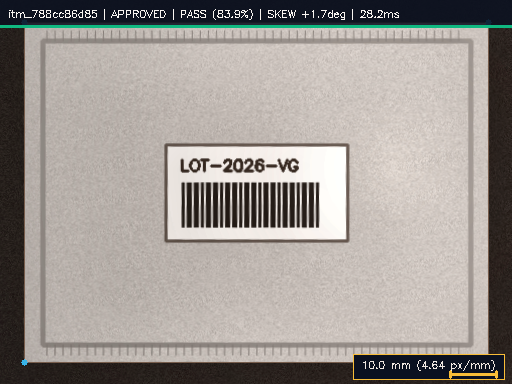 itm_788cc86d85 | APPROVED | PASS (83.9%) | SKEW +1.7deg | 28.2ms
LOT-2026-VG
10.0 mm (4.64 px/mm)